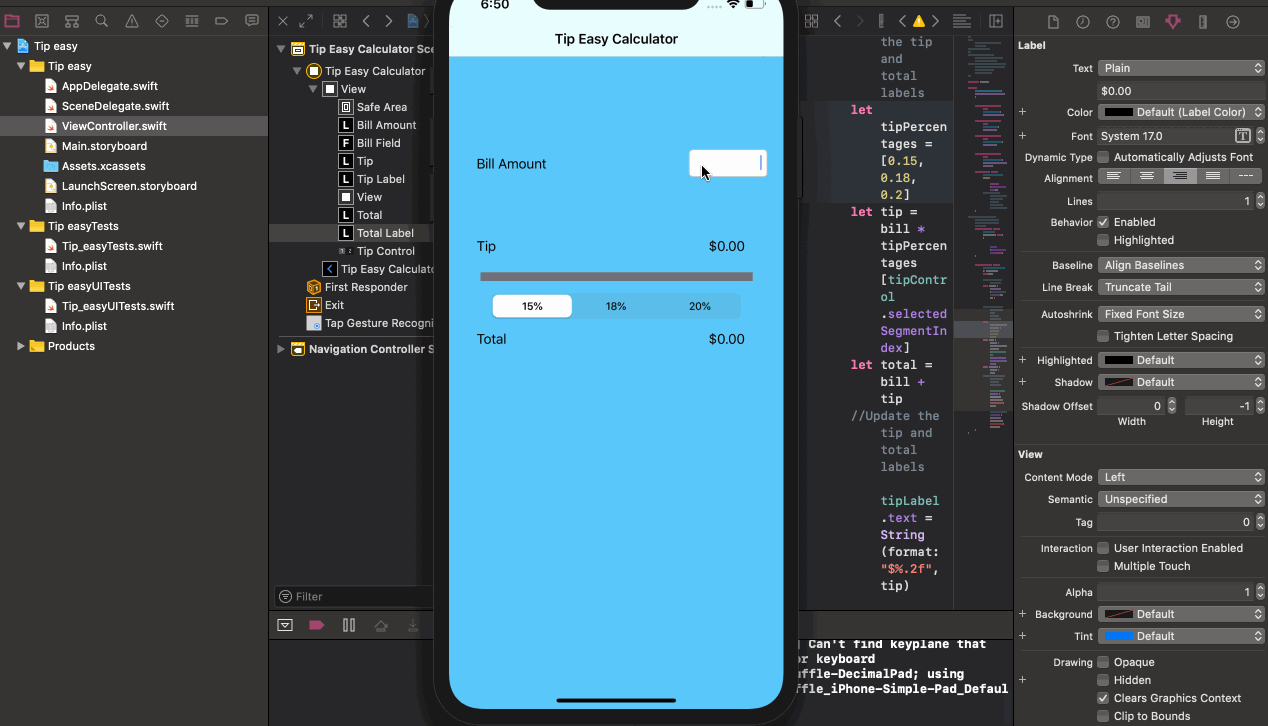 Tip easy
Tip easy
AppDelegate.swift
SceneDelegate.swift
ViewController.swift
Main.storyboard
Assets.xcassets
LaunchScreen.storyboard
Info.plist
Tip easyTests
Tip_easyTests.swift
Info.plist
Tip easyUITests
Tip_easyUITests.swift
Info.plist
Products
Tip Easy Calculator Sce
Tip Easy Calculator
View
Safe Area
L Bill Amount
F Bill Field
L Tip
L Tip Label
View
L Total
L Total Label
Tip Control
Tip Easy Calculato
First Responder
Exit
Tap Gesture Recogni
Navigation Controller S
Filter
6:50
Tip Easy Calculator
Bill Amount
Tip
$0.00
15%
18%
20%
Total
$0.00
the tip
and
total
labels
let
tipPercen
tages =
[0.15,
0.18,
0.2]
let tip =
bill *
tipPercen
tages
[tipContr
ol
.selected
SegmentIn
dex]
let total =
bill +
tip
//Update the
tip and
total
labels
tipLabel
.text =
String
(format:
"$%.2f",
tip)
Can't find keyplane that
or keyboard
uffle-DecimalPad; using
ffle_iPhone-Simple-Pad_Defaul
Label
Text Plain
$0.00
Color Default (Label Color)
Font System 17.0
Dynamic Type Automatically Adjusts Font
Alignment
Lines 1
Behavior Enabled
Highlighted
Baseline Align Baselines
Line Break Truncate Tail
Autoshrink Fixed Font Size
Tighten Letter Spacing
Highlighted Default
Shadow Default
Shadow Offset 0 -1
Width Height
View
Content Mode Left
Semantic Unspecified
Tag 0
Interaction User Interaction Enabled
Multiple Touch
Alpha 1
Background Default
Tint Default
Drawing Opaque
Hidden
Clears Graphics Context
Clip to Bounds